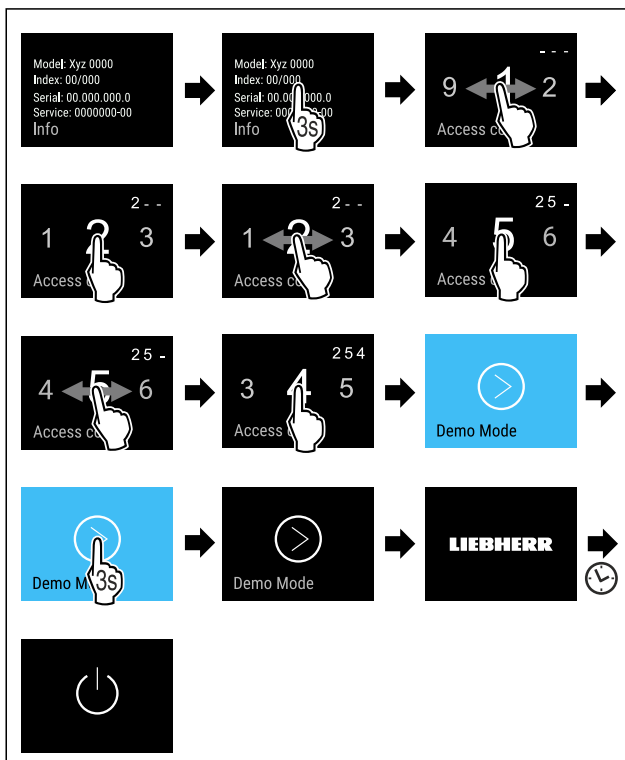 Model: Xyz 0000
Index: 00/000
Serial: 00.000.000.0
Service: 0000000-00
Info
Model: Xyz 0000
Index: 00/000
Serial: 00.000.000.0
Service: 00
Info
3s
- - -
9 1 2
Access
2 - -
1 2 3
Access
2 - -
1 2 3
Access
2 5 -
4 5 6
Access
2 5 -
4 5 6
Access
2 5 4
3 4 5
Access
Demo Mode
Demo M
3s
Demo Mode
LIEBHERR